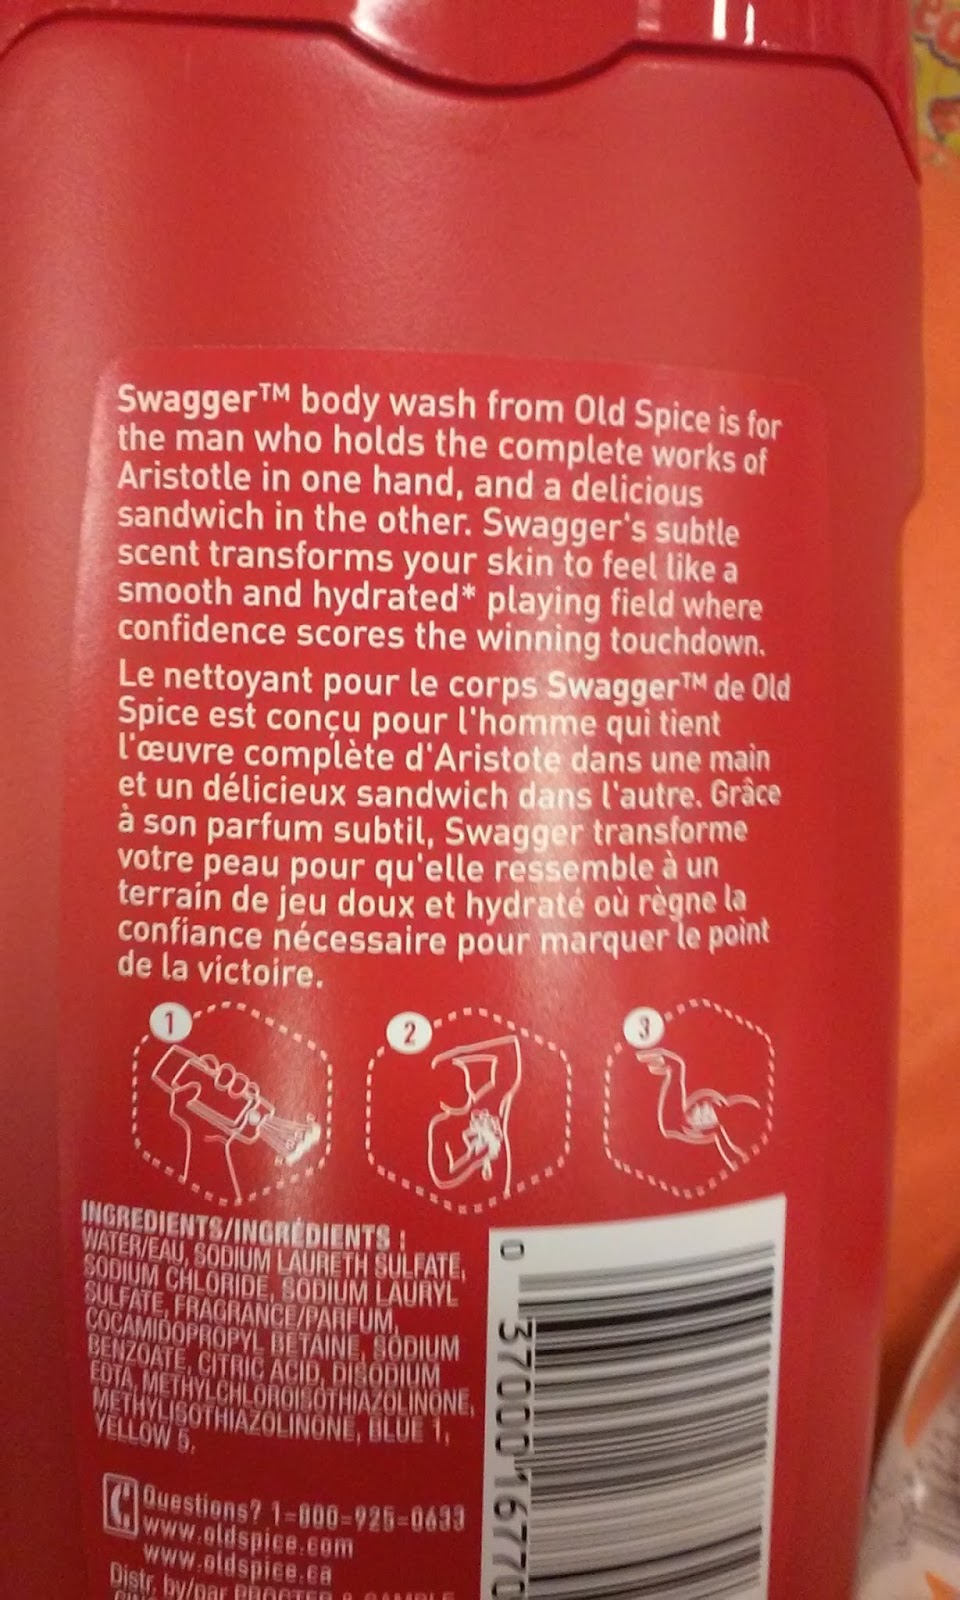 Swagger™ body wash from Old Spice is for
the man who holds the complete works of
Aristotle in one hand, and a delicious
sandwich in the other. Swagger's subtle
scent transforms your skin to feel like a
smooth and hydrated* playing field where
confidence scores the winning touchdown.
Le nettoyant pour le corps Swagger™ de Old
Spice est conçu pour l'homme qui tient
l'œuvre complète d'Aristote dans une main
et un délicieux sandwich dans l'autre. Grâce
à son parfum subtil, Swagger transforme
votre peau pour qu'elle ressemble à un
terrain de jeu doux et hydraté où règne la
confiance nécessaire pour marquer le point
de la victoire.
1
2
3
INGREDIENTS/INGRÉDIENTS :
WATER/EAU, SODIUM LAURETH SULFATE,
SODIUM CHLORIDE, SODIUM LAURYL
SULFATE, FRAGRANCE/PARFUM,
COCAMIDOPROPYL BETAINE, SODIUM
BENZOATE, CITRIC ACID, DISODIUM
EDTA, METHYLCHLOROISOTHIAZOLINONE,
METHYLISOTHIAZOLINONE, BLUE 1,
YELLOW 5.
Questions? 1-800-925-0633
www.oldspice.com
www.oldspice.ca
Distr. by/par PROCTER & GAMBLE
0 37000 16770